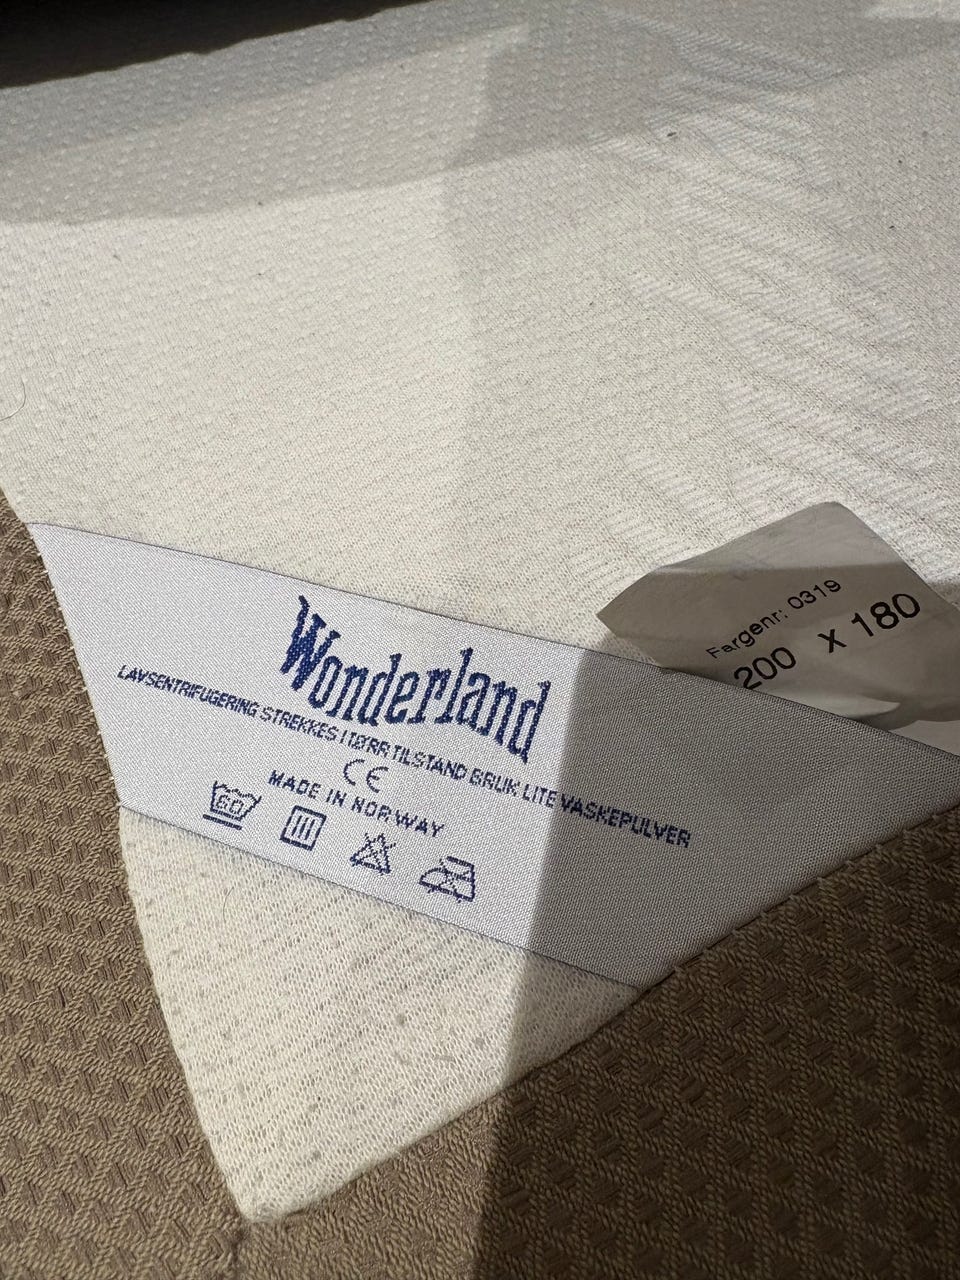 Fargenr: 0319
200 x 180
Wonderland
LAVSENTRIFUGERING STREKKES I TØRR TILSTAND BRUK LITE VASKEPULVER
CE
MADE IN NORWAY
60